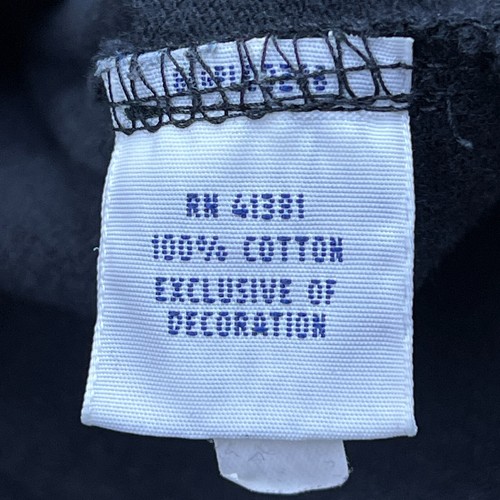 RN 41381
100% COTTON
EXCLUSIVE OF
DECORATION